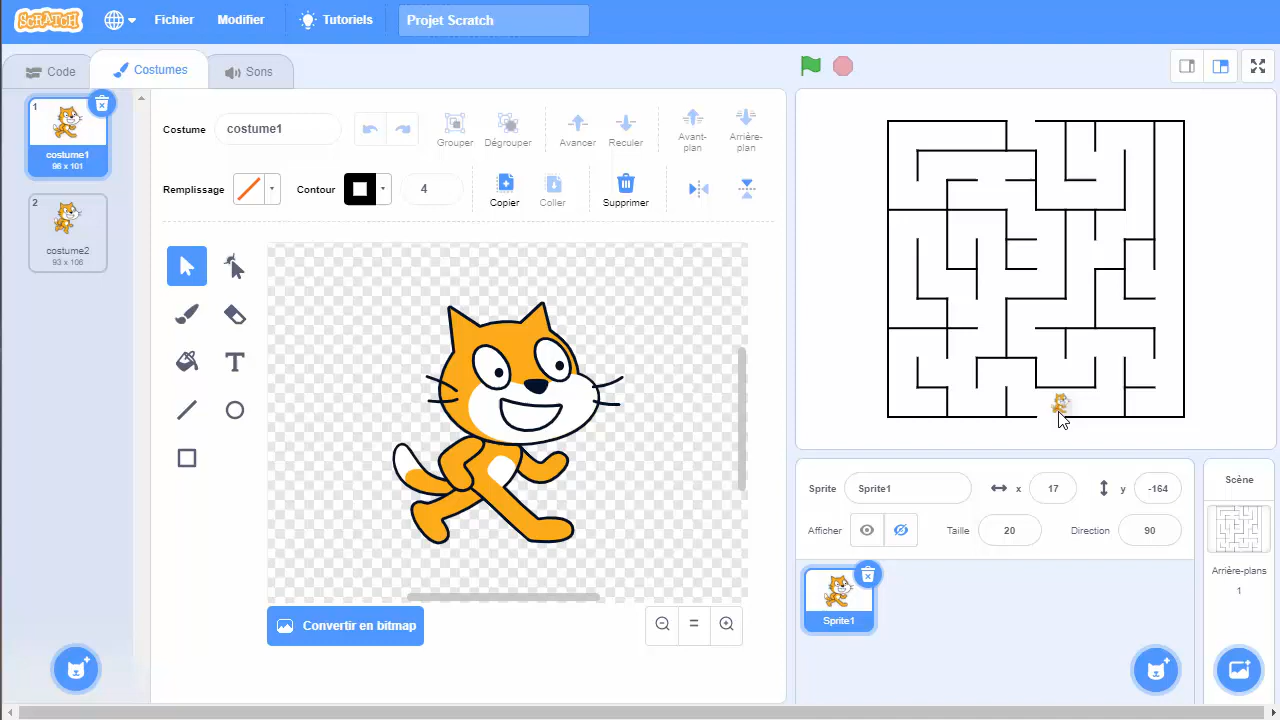 SCRATCH Fichier Modifier Tutoriels Projet Scratch
Code Costumes Sons
1
costume1
96 x 101
2
costume2
93 x 106
Costume costume1 Grouper Dégrouper Avancer Reculer Avant-plan Arrière-plan
Remplissage Contour 4 Copier Coller Supprimer
T
Convertir en bitmap
Sprite Sprite1 x 17 y -164
Afficher Taille 20 Direction 90
Sprite1
Scène
Arrière-plans
1